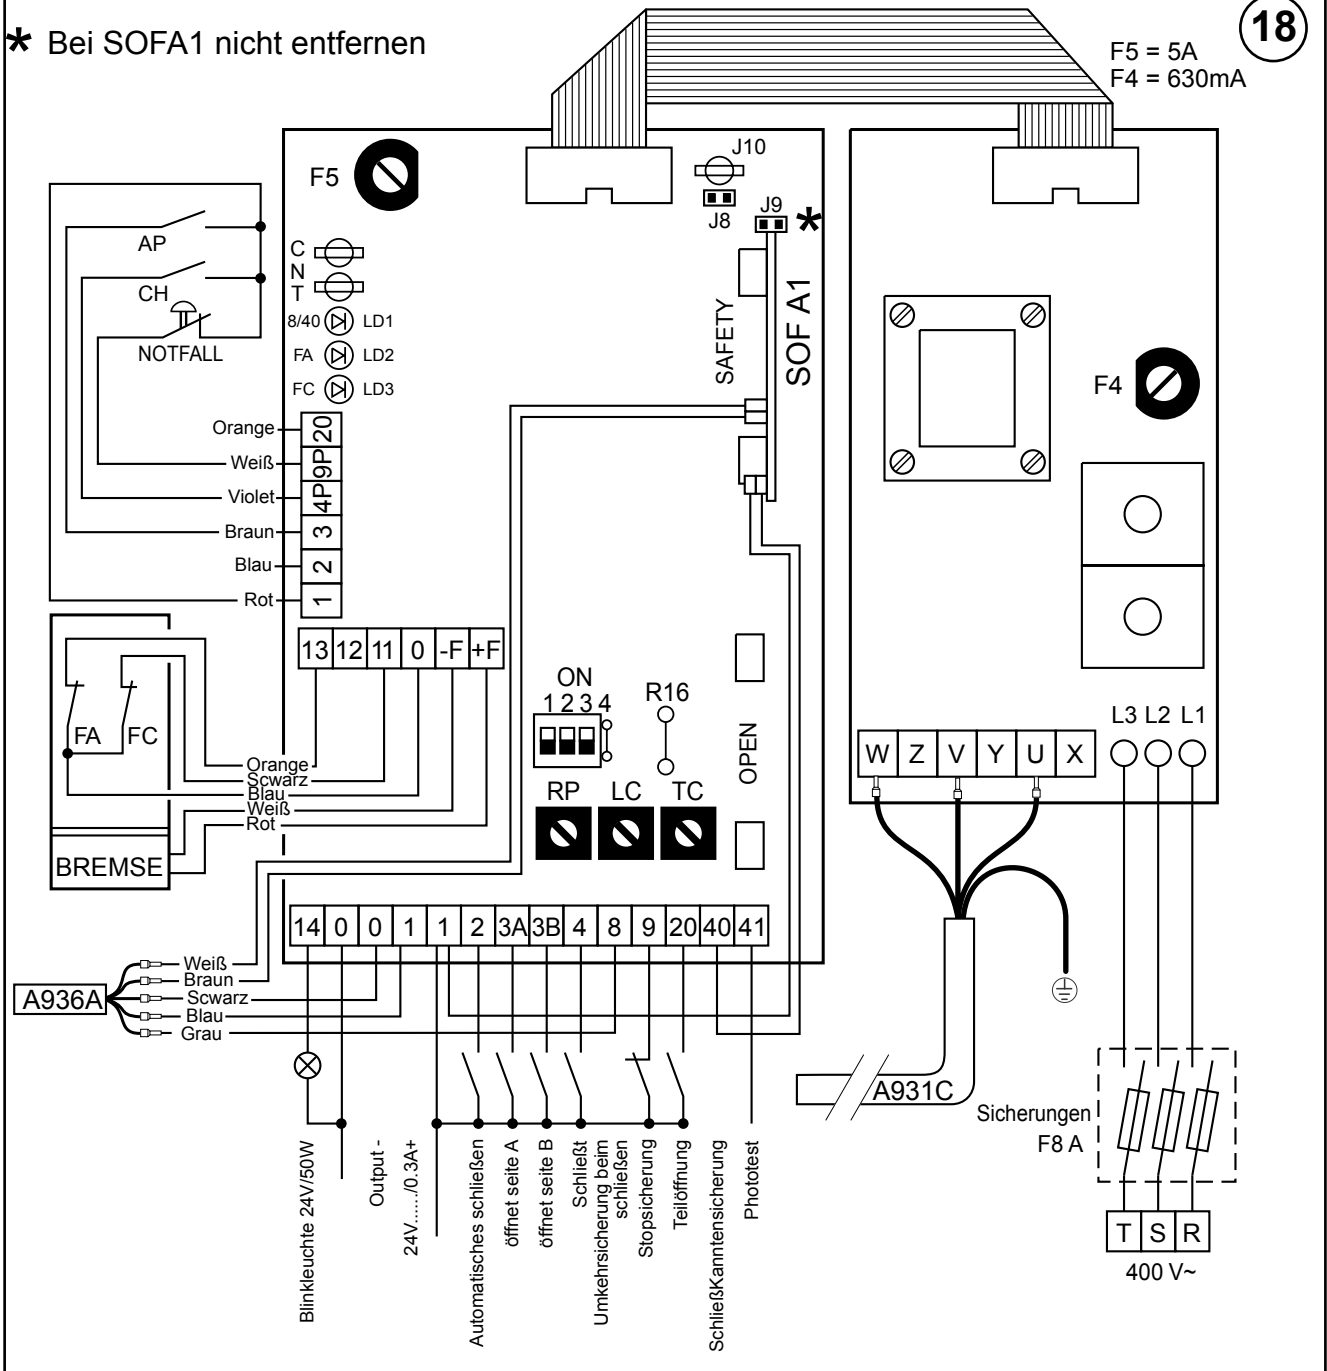 * Bei SOFA1 nicht entfernen
18
F5 = 5A
F4 = 630mA
F5
J10
J8
J9 *
AP
CH
NOTFALL
C
N
T
8/40 LD1
FA LD2
FC LD3
SAFETY
SOF A1
F4
Orange 20
Weiß 9P
Violet 4P
Braun 3
Blau 2
Rot 1
13 12 11 0 -F +F
FA FC
BREMSE
Orange
Scwarz
Blau
Weiß
Rot
ON
1 2 3 4
R16
OPEN
RP LC TC
W Z V Y U X
L3 L2 L1
14 0 0 1 1 2 3A 3B 4 8 9 20 40 41
A936A
Weiß
Braun
Scwarz
Blau
Grau
A931C
Sicherungen
F8 A
T S R
400 V~
Blinkleuchte 24V/50W
Output -
24V....../0.3A+
Automatisches schließen
öffnet seite A
öffnet seite B
Schließt
Umkehrsicherung beim
schließen
Stopsicherung
Teilöffnung
SchließKanntensicherung
Phototest